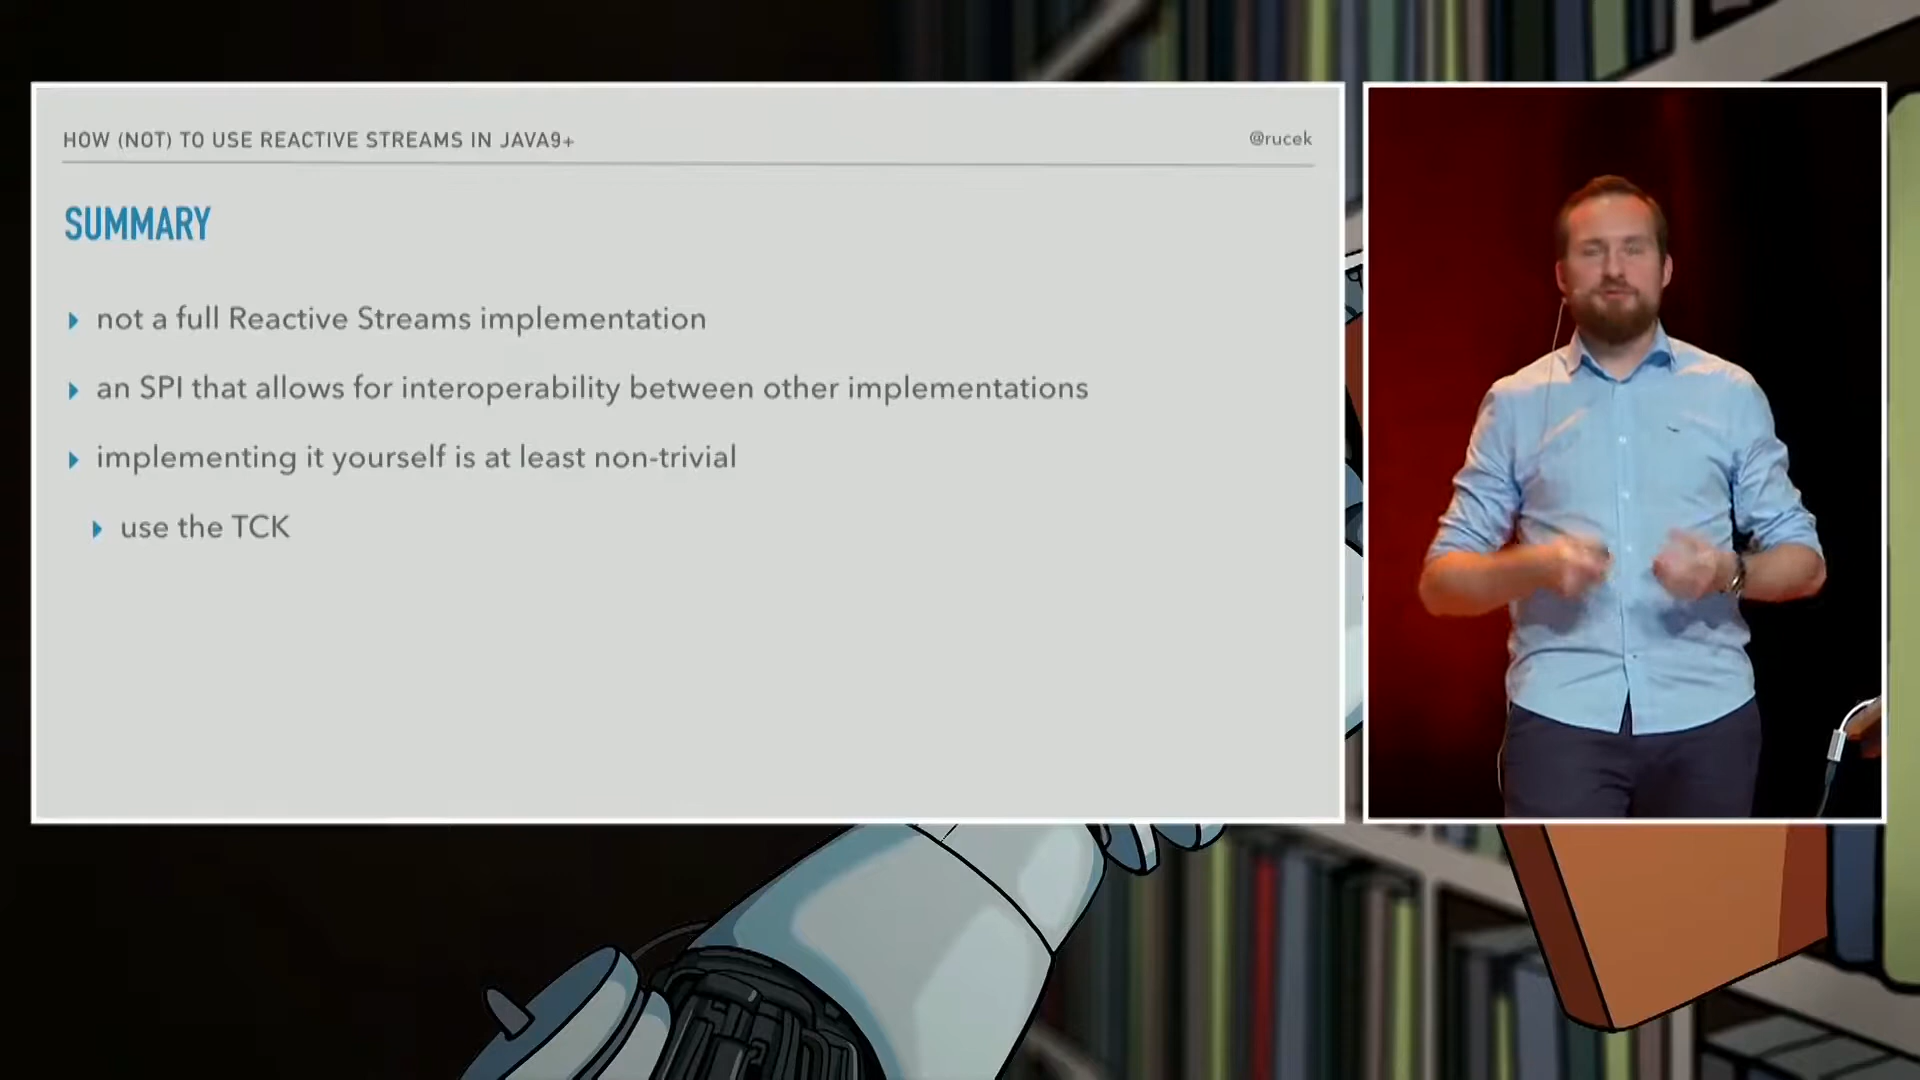 HOW (NOT) TO USE REACTIVE STREAMS IN JAVA9+
@rucek
SUMMARY
not a full Reactive Streams implementation
an SPI that allows for interoperability between other implementations
implementing it yourself is at least non-trivial
use the TCK